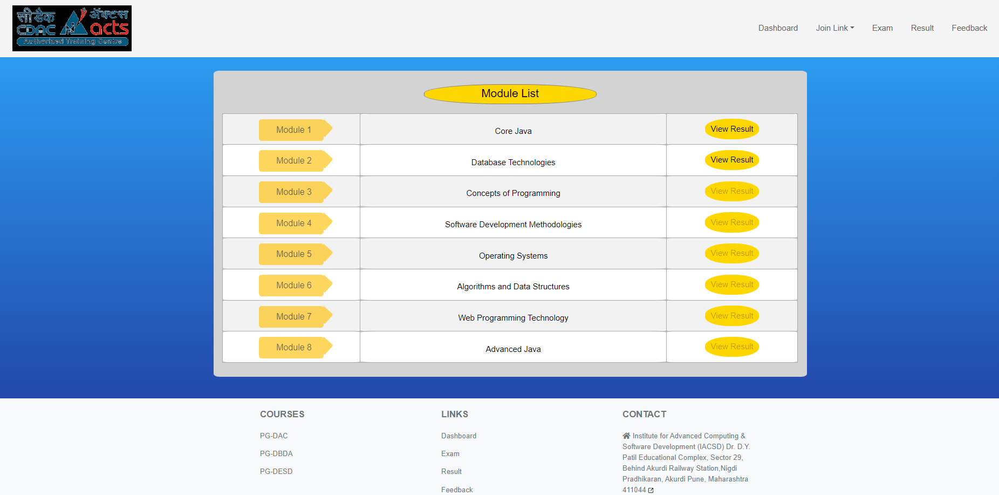 सी डैक ॲक्टस
CDAC acts
Authorized Training Centre
Dashboard Join Link Exam Result Feedback
Module List
Module 1 Core Java View Result
Module 2 Database Technologies View Result
Module 3 Concepts of Programming View Result
Module 4 Software Development Methodologies View Result
Module 5 Operating Systems View Result
Module 6 Algorithms and Data Structures View Result
Module 7 Web Programming Technology View Result
Module 8 Advanced Java View Result
COURSES
PG-DAC
PG-DBDA
PG-DESD
LINKS
Dashboard
Exam
Result
Feedback
CONTACT
Institute for Advanced Computing &
Software Development (IACSD) Dr. D.Y.
Patil Educational Complex, Sector 29,
Behind Akurdi Railway Station,Nigdi
Pradhikaran, Akurdi Pune, Maharashtra
411044